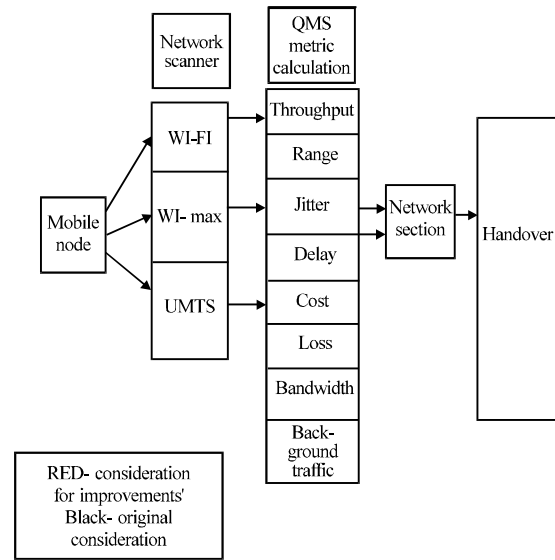 Network
scanner
QMS
metric
calculation
Mobile
node
WI-FI
WI- max
UMTS
Throughput
Range
Jitter
Delay
Cost
Loss
Bandwidth
Back-
ground
traffic
Network
section
Handover
RED- consideration
for improvements'
Black- original
consideration